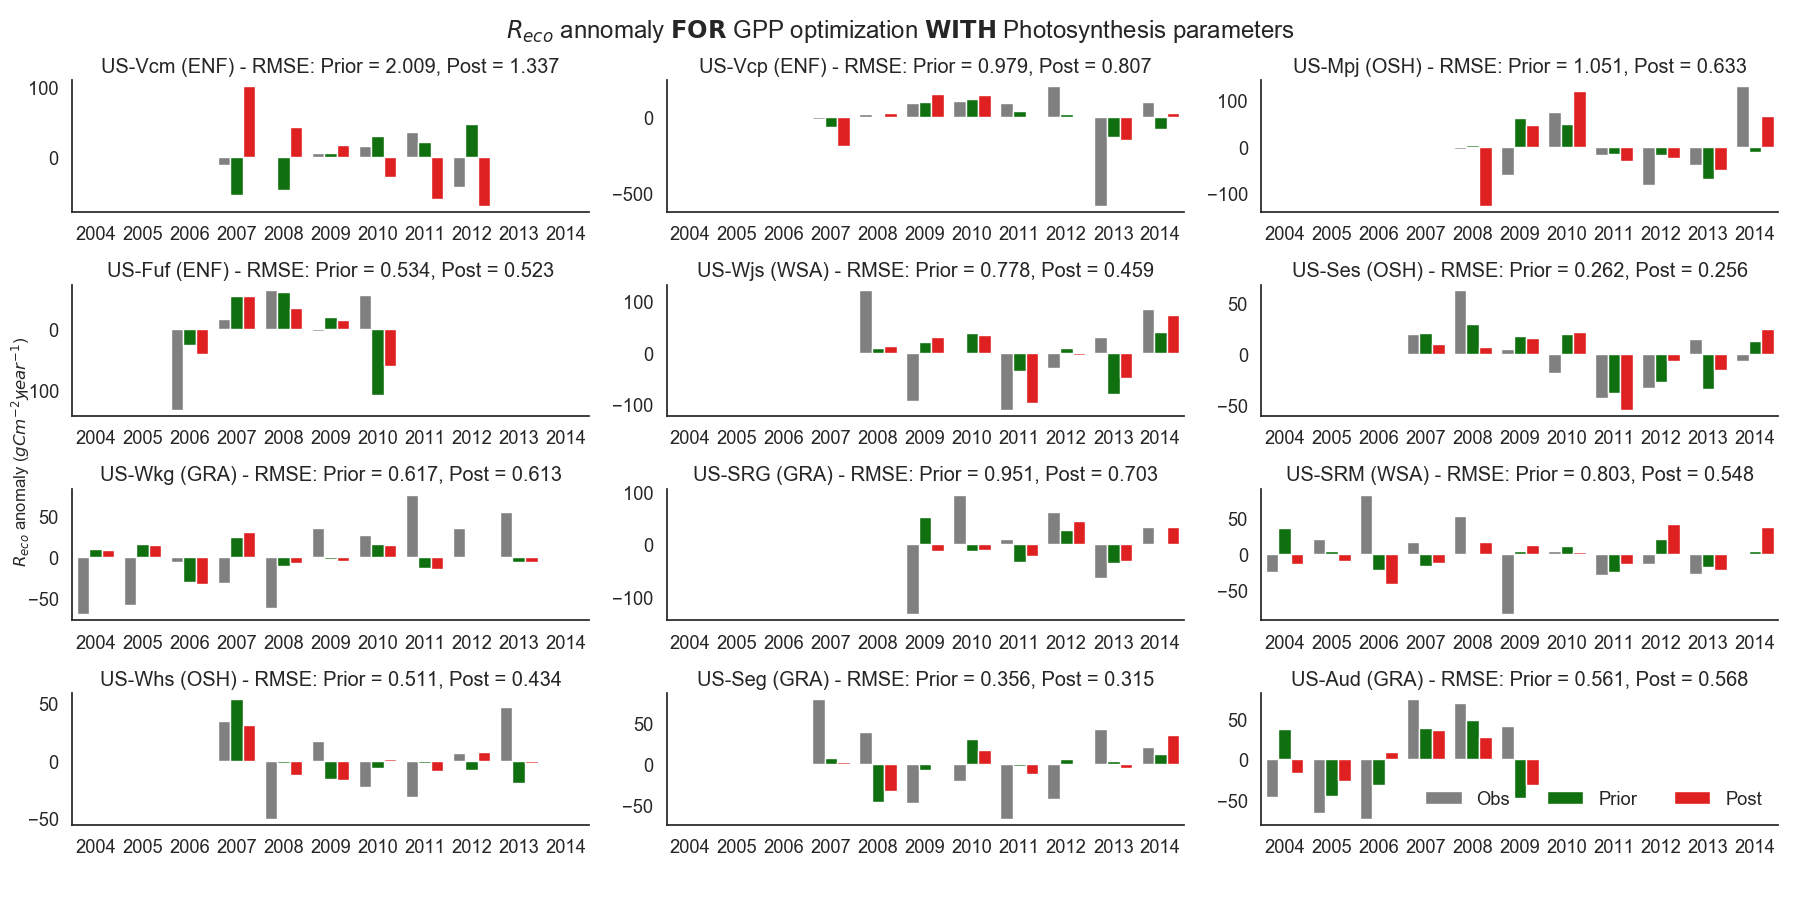 R_eco annomaly FOR GPP optimization WITH Photosynthesis parameters
US-Vcm (ENF) - RMSE: Prior = 2.009, Post = 1.337
100
0
2004 2005 2006 2007 2008 2009 2010 2011 2012 2013 2014
US-Vcp (ENF) - RMSE: Prior = 0.979, Post = 0.807
0
−500
2004 2005 2006 2007 2008 2009 2010 2011 2012 2013 2014
US-Mpj (OSH) - RMSE: Prior = 1.051, Post = 0.633
100
0
−100
2004 2005 2006 2007 2008 2009 2010 2011 2012 2013 2014
US-Fuf (ENF) - RMSE: Prior = 0.534, Post = 0.523
0
100
2004 2005 2006 2007 2008 2009 2010 2011 2012 2013 2014
US-Wjs (WSA) - RMSE: Prior = 0.778, Post = 0.459
100
0
−100
2004 2005 2006 2007 2008 2009 2010 2011 2012 2013 2014
US-Ses (OSH) - RMSE: Prior = 0.262, Post = 0.256
50
0
−50
2004 2005 2006 2007 2008 2009 2010 2011 2012 2013 2014
R_eco anomaly (gCm^−2 year^−1)
US-Wkg (GRA) - RMSE: Prior = 0.617, Post = 0.613
50
0
−50
2004 2005 2006 2007 2008 2009 2010 2011 2012 2013 2014
US-SRG (GRA) - RMSE: Prior = 0.951, Post = 0.703
100
0
−100
2004 2005 2006 2007 2008 2009 2010 2011 2012 2013 2014
US-SRM (WSA) - RMSE: Prior = 0.803, Post = 0.548
50
0
−50
2004 2005 2006 2007 2008 2009 2010 2011 2012 2013 2014
US-Whs (OSH) - RMSE: Prior = 0.511, Post = 0.434
50
0
−50
2004 2005 2006 2007 2008 2009 2010 2011 2012 2013 2014
US-Seg (GRA) - RMSE: Prior = 0.356, Post = 0.315
50
0
−50
2004 2005 2006 2007 2008 2009 2010 2011 2012 2013 2014
US-Aud (GRA) - RMSE: Prior = 0.561, Post = 0.568
50
0
−50
Obs Prior Post
2004 2005 2006 2007 2008 2009 2010 2011 2012 2013 2014